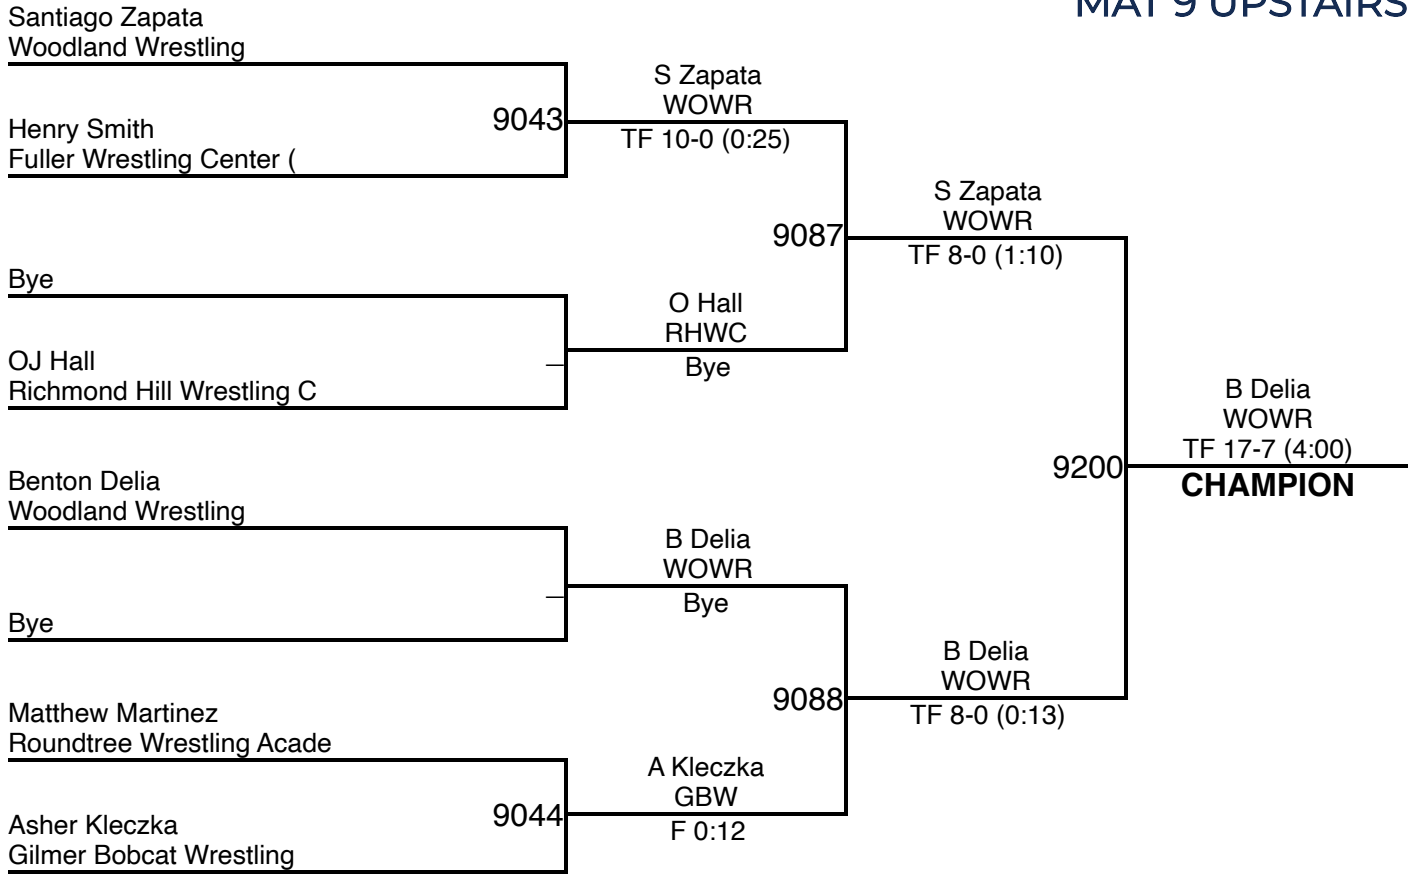 MAT 9 UPSTAIRS
Santiago Zapata
Woodland Wrestling
9043
Henry Smith
Fuller Wrestling Center (
S Zapata
WOWR
TF 10-0 (0:25)
Bye
OJ Hall
Richmond Hill Wrestling C
_
O Hall
RHWC
Bye
9087
S Zapata
WOWR
TF 8-0 (1:10)
Benton Delia
Woodland Wrestling
_
Bye
B Delia
WOWR
Bye
Matthew Martinez
Roundtree Wrestling Acade
9044
Asher Kleczka
Gilmer Bobcat Wrestling
A Kleczka
GBW
F 0:12
9088
B Delia
WOWR
TF 8-0 (0:13)
9200
B Delia
WOWR
TF 17-7 (4:00)
CHAMPION